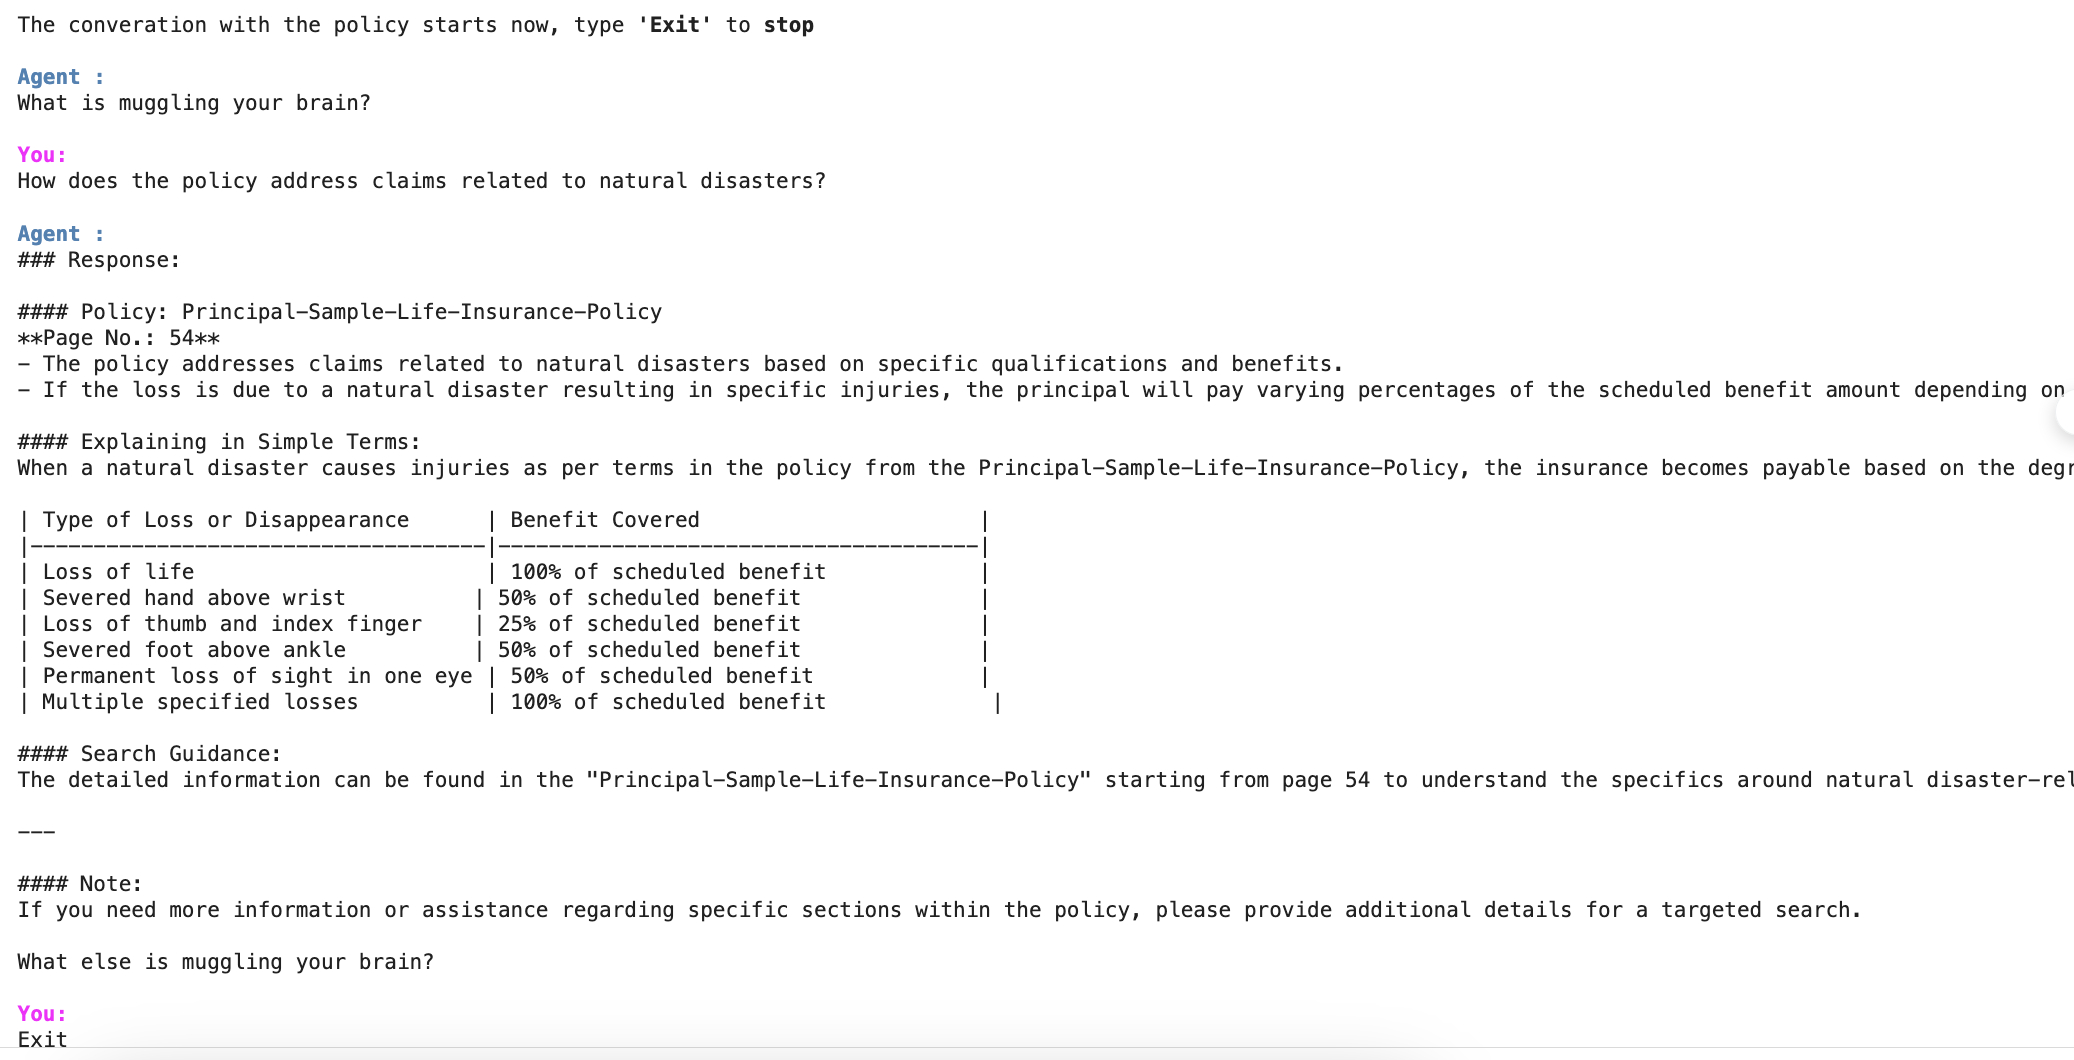 The converation with the policy starts now, type 'Exit' to stop
Agent :
What is muggling your brain?
You:
How does the policy address claims related to natural disasters?
Agent :
### Response:
#### Policy: Principal-Sample-Life-Insurance-Policy
**Page No.: 54**
- The policy addresses claims related to natural disasters based on specific qualifications and benefits.
- If the loss is due to a natural disaster resulting in specific injuries, the principal will pay varying percentages of the scheduled benefit amount depending on
#### Explaining in Simple Terms:
When a natural disaster causes injuries as per terms in the policy from the Principal-Sample-Life-Insurance-Policy, the insurance becomes payable based on the degr
| Type of Loss or Disappearance      | Benefit Covered                      |
|------------------------------------|--------------------------------------|
| Loss of life                       | 100% of scheduled benefit            |
| Severed hand above wrist          | 50% of scheduled benefit              |
| Loss of thumb and index finger    | 25% of scheduled benefit              |
| Severed foot above ankle          | 50% of scheduled benefit              |
| Permanent loss of sight in one eye | 50% of scheduled benefit             |
| Multiple specified losses          | 100% of scheduled benefit             |
#### Search Guidance:
The detailed information can be found in the "Principal-Sample-Life-Insurance-Policy" starting from page 54 to understand the specifics around natural disaster-rel
---
#### Note:
If you need more information or assistance regarding specific sections within the policy, please provide additional details for a targeted search.
What else is muggling your brain?
You:
Exit